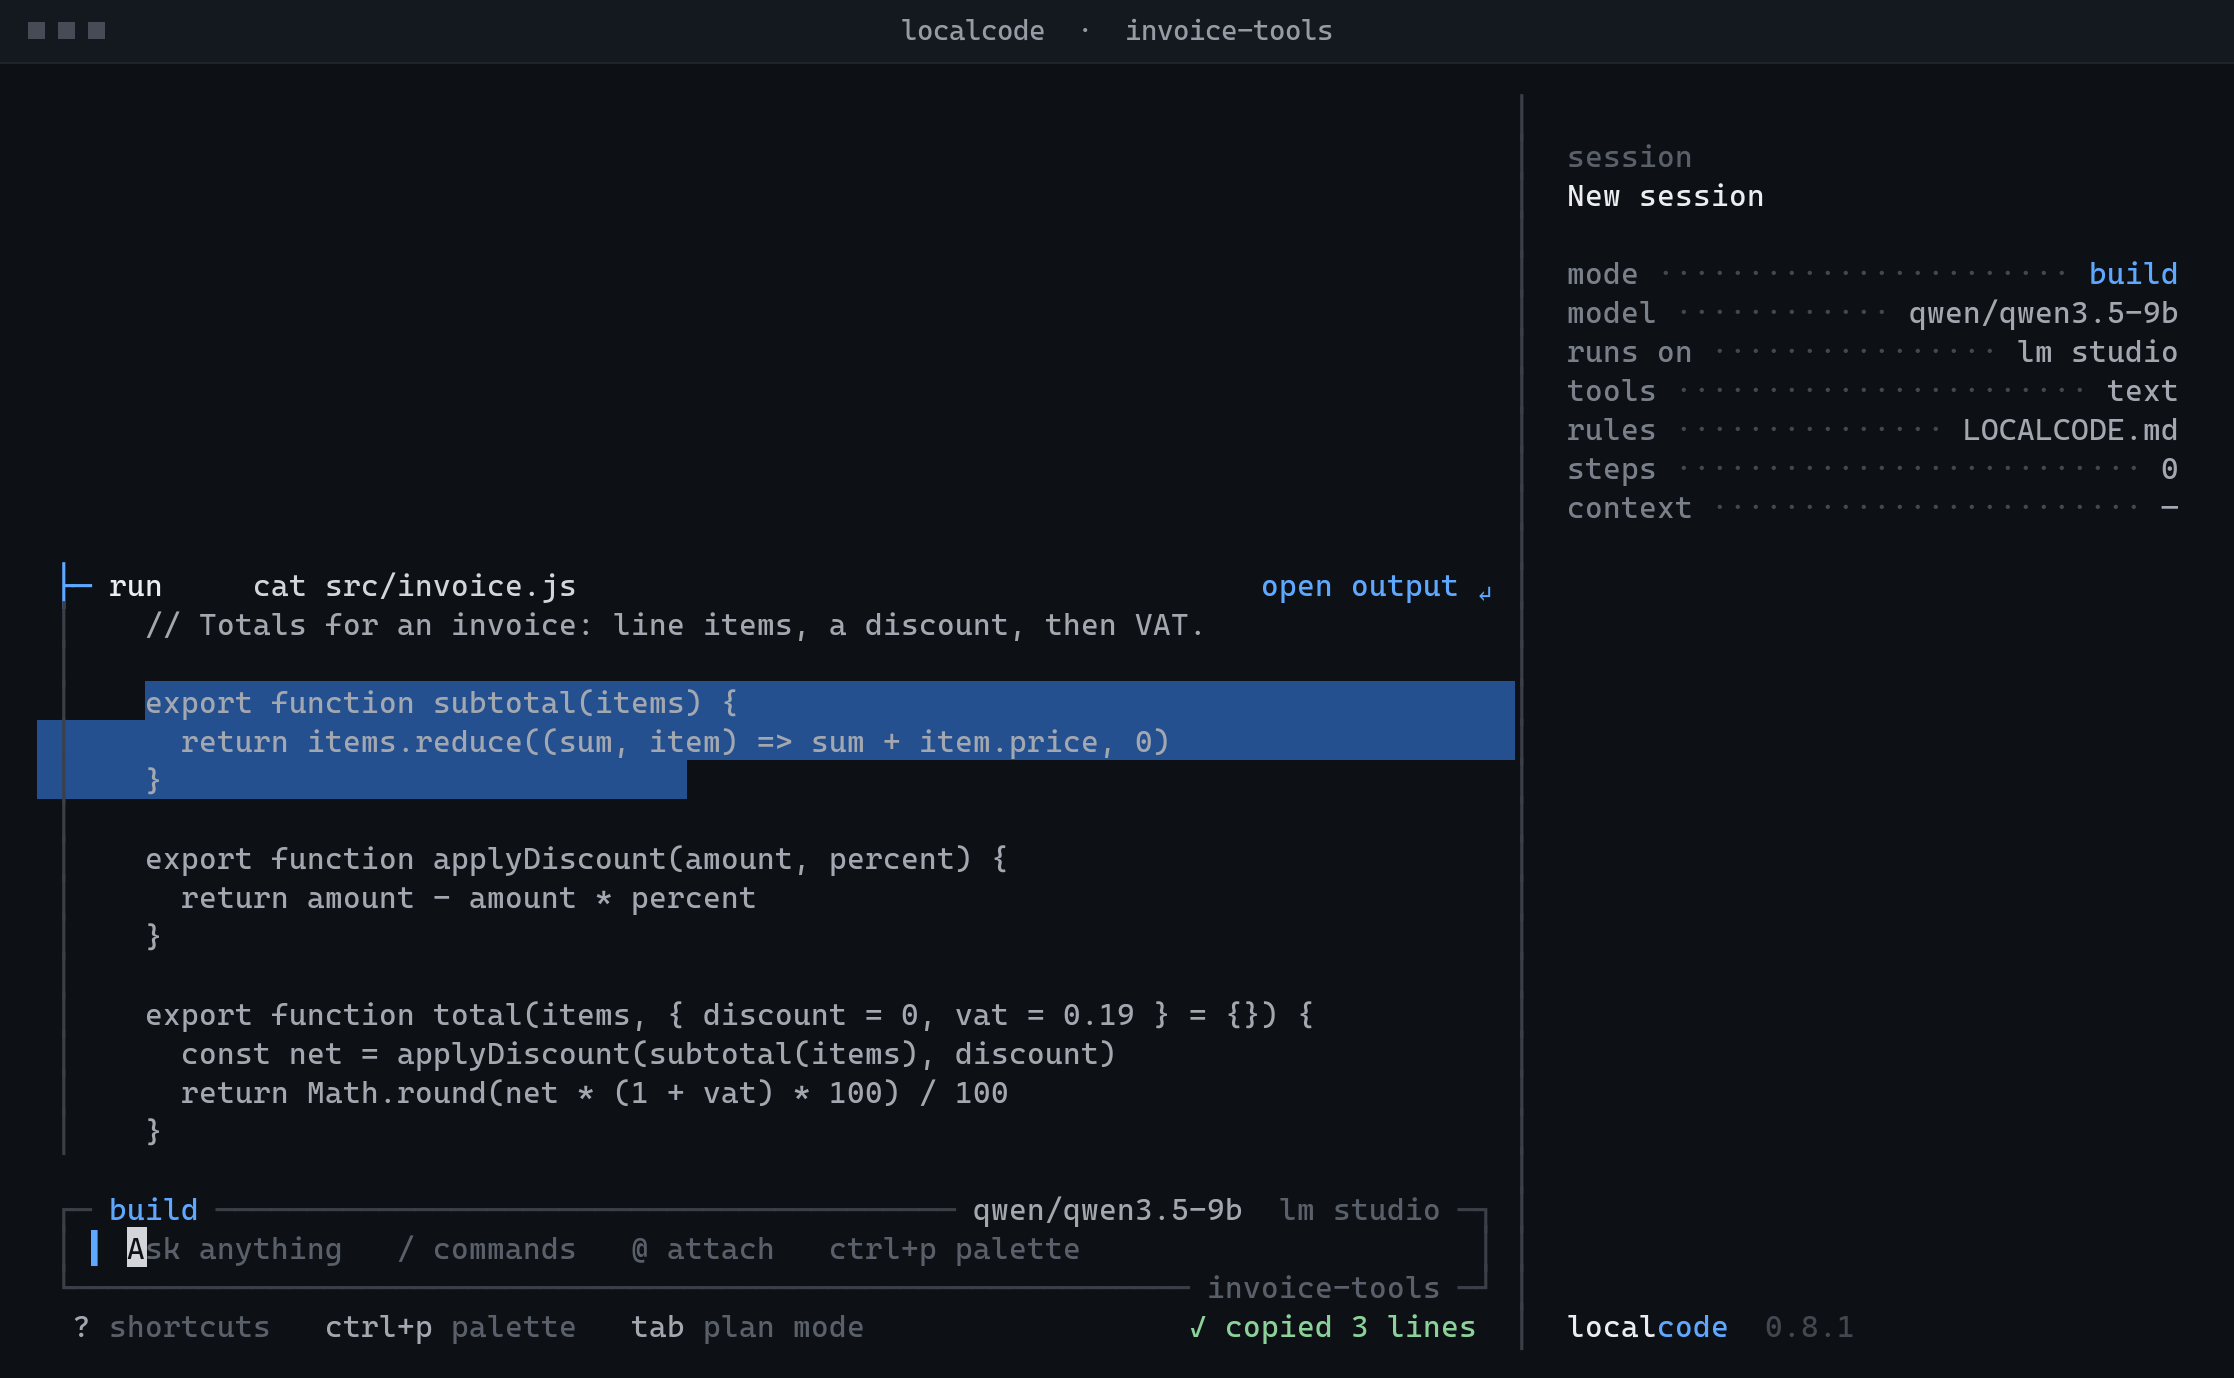 localcode · invoice-tools
session
New session
mode ······················· build
model ············ qwen/qwen3.5-9b
runs on ················ lm studio
tools ······················· text
rules ··············· LOCALCODE.md
steps ·························· 0
context ························ —
run cat src/invoice.js open output ↲
// Totals for an invoice: line items, a discount, then VAT.
export function subtotal(items) {
  return items.reduce((sum, item) => sum + item.price, 0)
}
export function applyDiscount(amount, percent) {
  return amount - amount * percent
}
export function total(items, { discount = 0, vat = 0.19 } = {}) {
  const net = applyDiscount(subtotal(items), discount)
  return Math.round(net * (1 + vat) * 100) / 100
}
build qwen/qwen3.5-9b lm studio
Ask anything / commands @ attach ctrl+p palette
invoice-tools
? shortcuts ctrl+p palette tab plan mode ✓ copied 3 lines
localcode 0.8.1